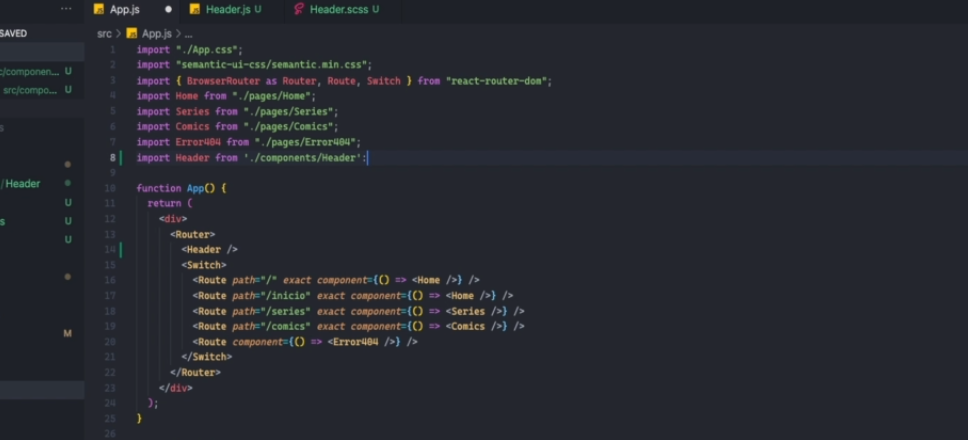 ... App.js Header.js U Header.scss U
SAVED
src > App.js > ...
c/componen... U
src/compo... U
/Header
U
s U
U
M
1 import "./App.css";
2 import "semantic-ui-css/semantic.min.css";
3 import { BrowserRouter as Router, Route, Switch } from "react-router-dom";
4 import Home from "./pages/Home";
5 import Series from "./pages/Series";
6 import Comics from "./pages/Comics";
7 import Error404 from "./pages/Error404";
8 import Header from './components/Header';
9
10 function App() {
11 return (
12 <div>
13 <Router>
14 <Header />
15 <Switch>
16 <Route path="/" exact component={() => <Home />} />
17 <Route path="/inicio" exact component={() => <Home />} />
18 <Route path="/series" exact component={() => <Series />} />
19 <Route path="/comics" exact component={() => <Comics />} />
20 <Route component={() => <Error404 />} />
21 </Switch>
22 </Router>
23 </div>
24 );
25 }
26